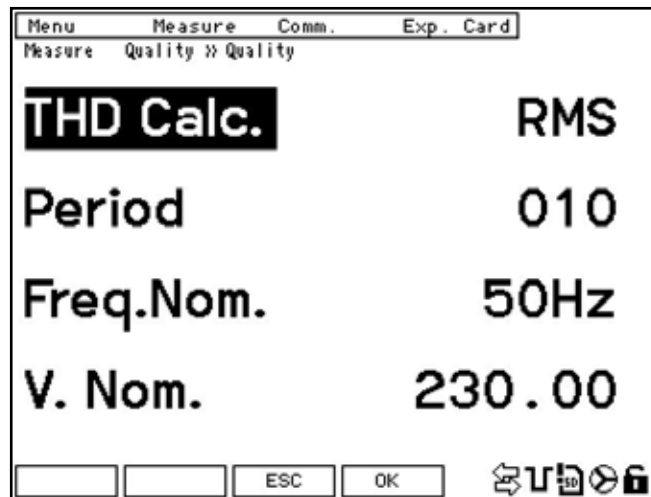 Menu Measure Comm. Exp. Card
Measure Quality » Quality
THD Calc. RMS
Period 010
Freq.Nom. 50Hz
V. Nom. 230.00
ESC OK
SD